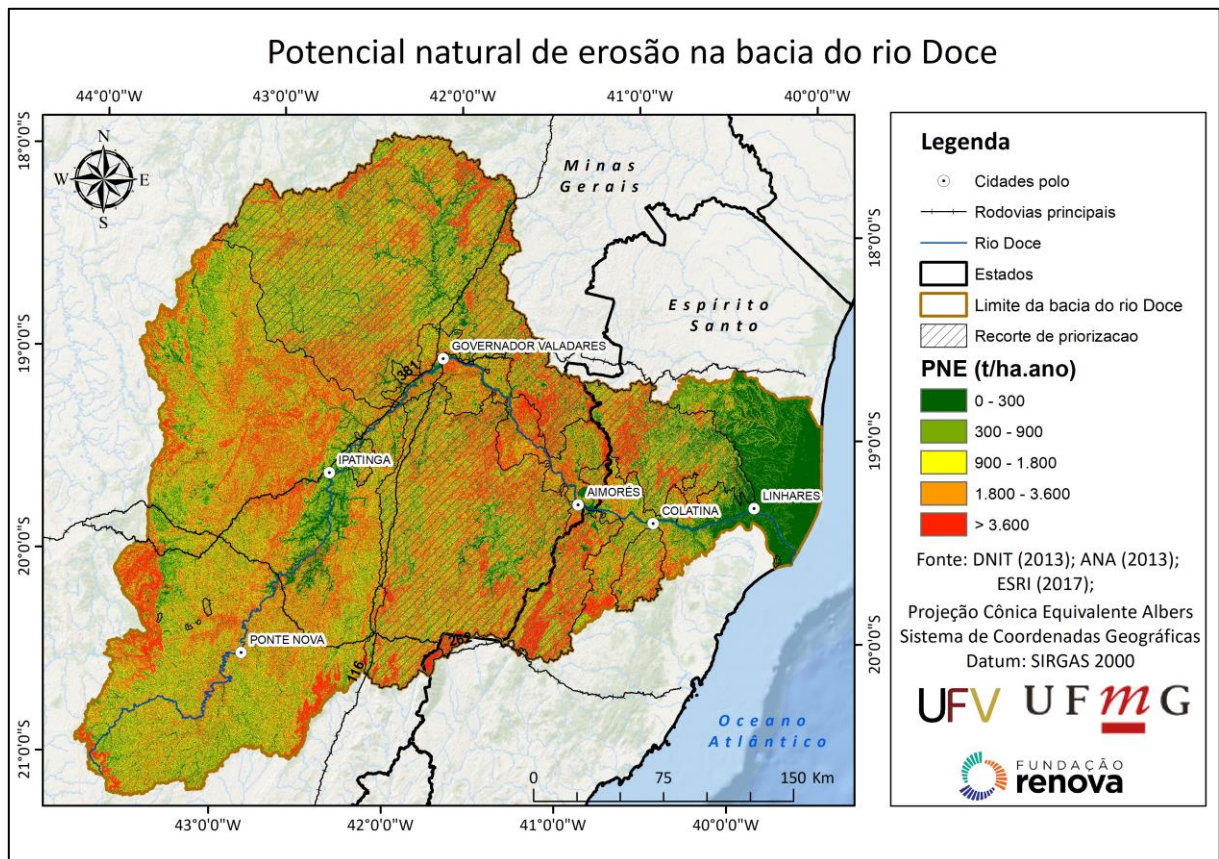 Potencial natural de erosão na bacia do rio Doce
44°0'0"W 43°0'0"W 42°0'0"W 41°0'0"W 40°0'0"W
18°0'0"S
19°0'0"S
20°0'0"S
21°0'0"S
N
W E
S
Minas
Gerais
Espírito
Santo
GOVERNADOR VALADARES
381
IPATINGA
AIMORÉS
COLATINA
LINHARES
PONTE NOVA
116
262
Oceano
Atlântico
0 75 150 Km
18°0'0"S
19°0'0"S
20°0'0"S
43°0'0"W 42°0'0"W 41°0'0"W 40°0'0"W
Legenda
Cidades polo
Rodovias principais
Rio Doce
Estados
Limite da bacia do rio Doce
Recorte de priorizacao
PNE (t/ha.ano)
0 - 300
300 - 900
900 - 1.800
1.800 - 3.600
> 3.600
Fonte: DNIT (2013); ANA (2013);
ESRI (2017);
Projeção Cônica Equivalente Albers
Sistema de Coordenadas Geográficas
Datum: SIRGAS 2000
UFV UFmG
FUNDAÇÃO
renova